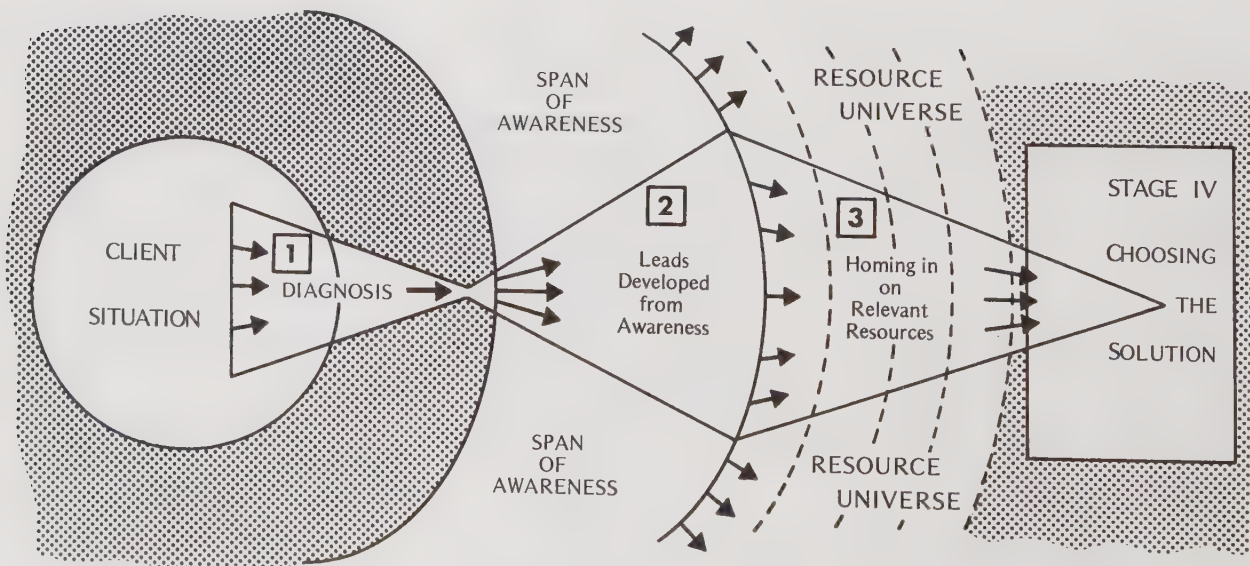 CLIENT
SITUATION
1
DIAGNOSIS
SPAN
OF
AWARENESS
2
Leads
Developed
from
Awareness
SPAN
OF
AWARENESS
RESOURCE
UNIVERSE
3
Homing in
on
Relevant
Resources
RESOURCE
UNIVERSE
STAGE IV
CHOOSING
THE
SOLUTION